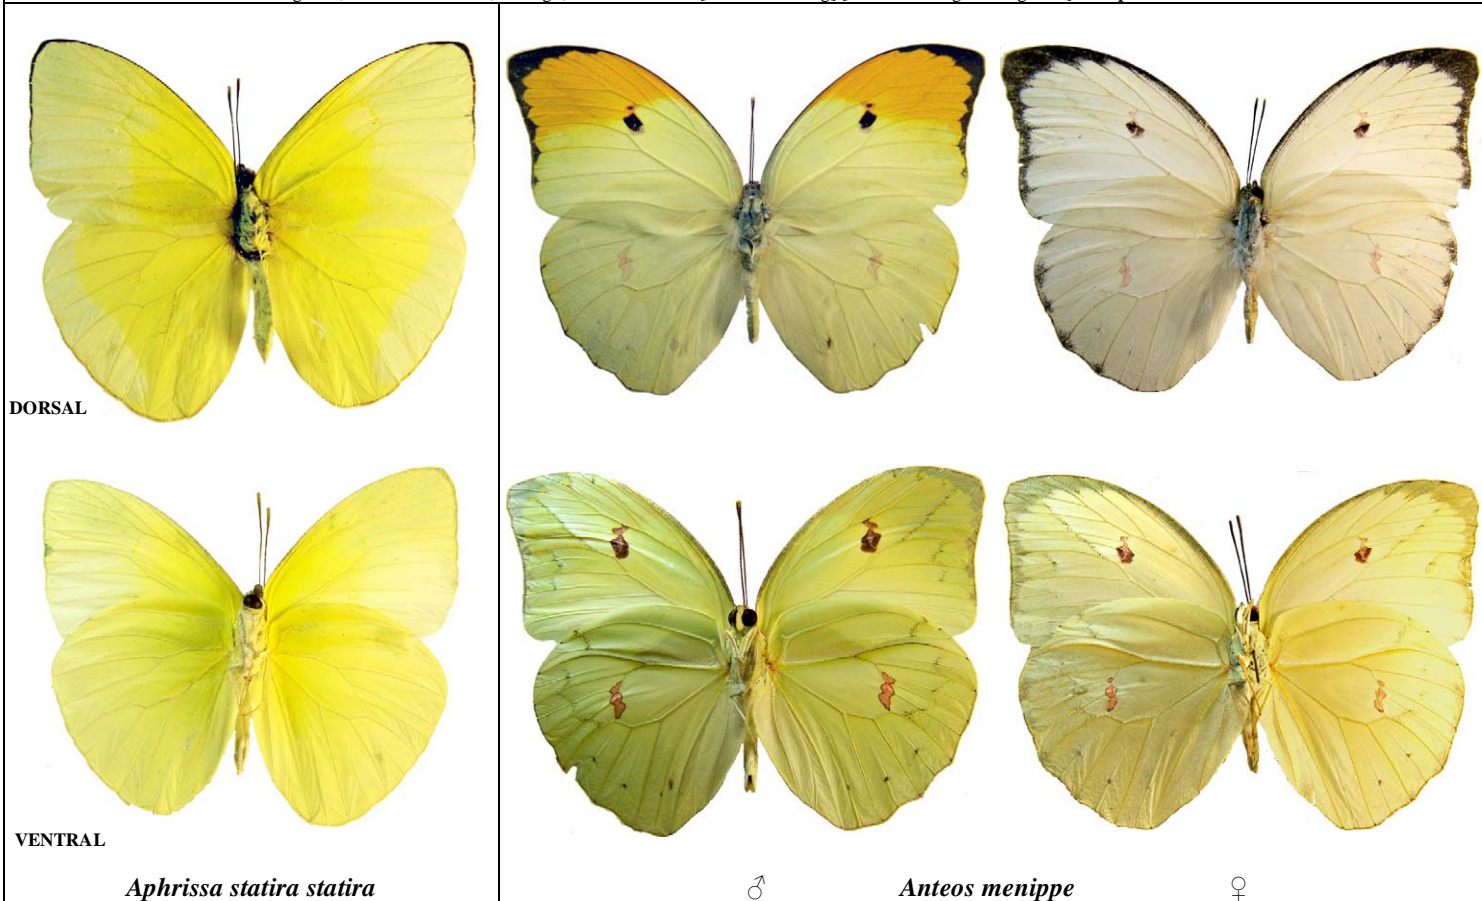 DORSAL
VENTRAL
Aphrissa statira statira
♂ Anteos menippe ♀